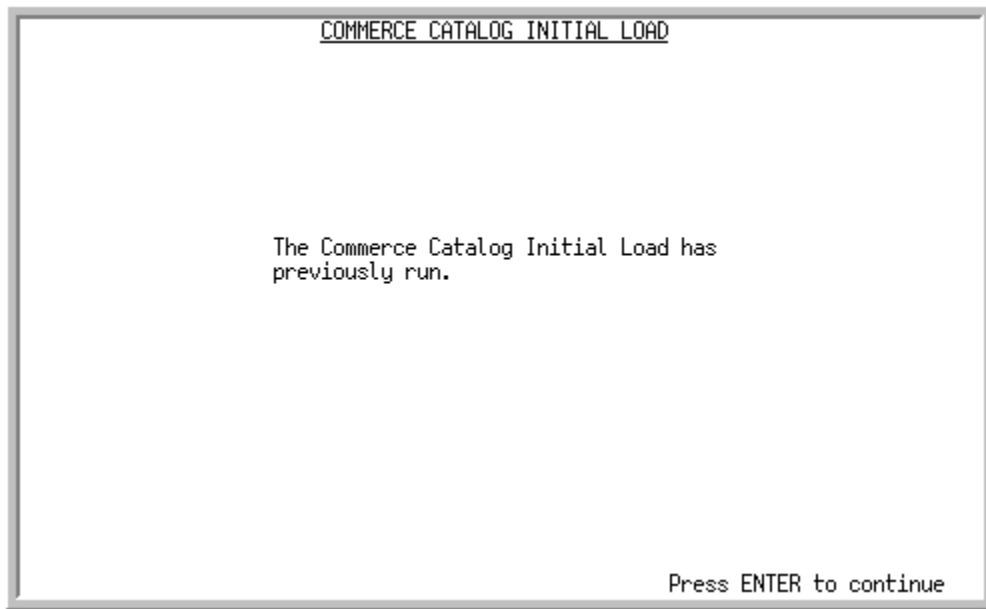 COMMERCE CATALOG INITIAL LOAD
The Commerce Catalog Initial Load has
previously run.
Press ENTER to continue